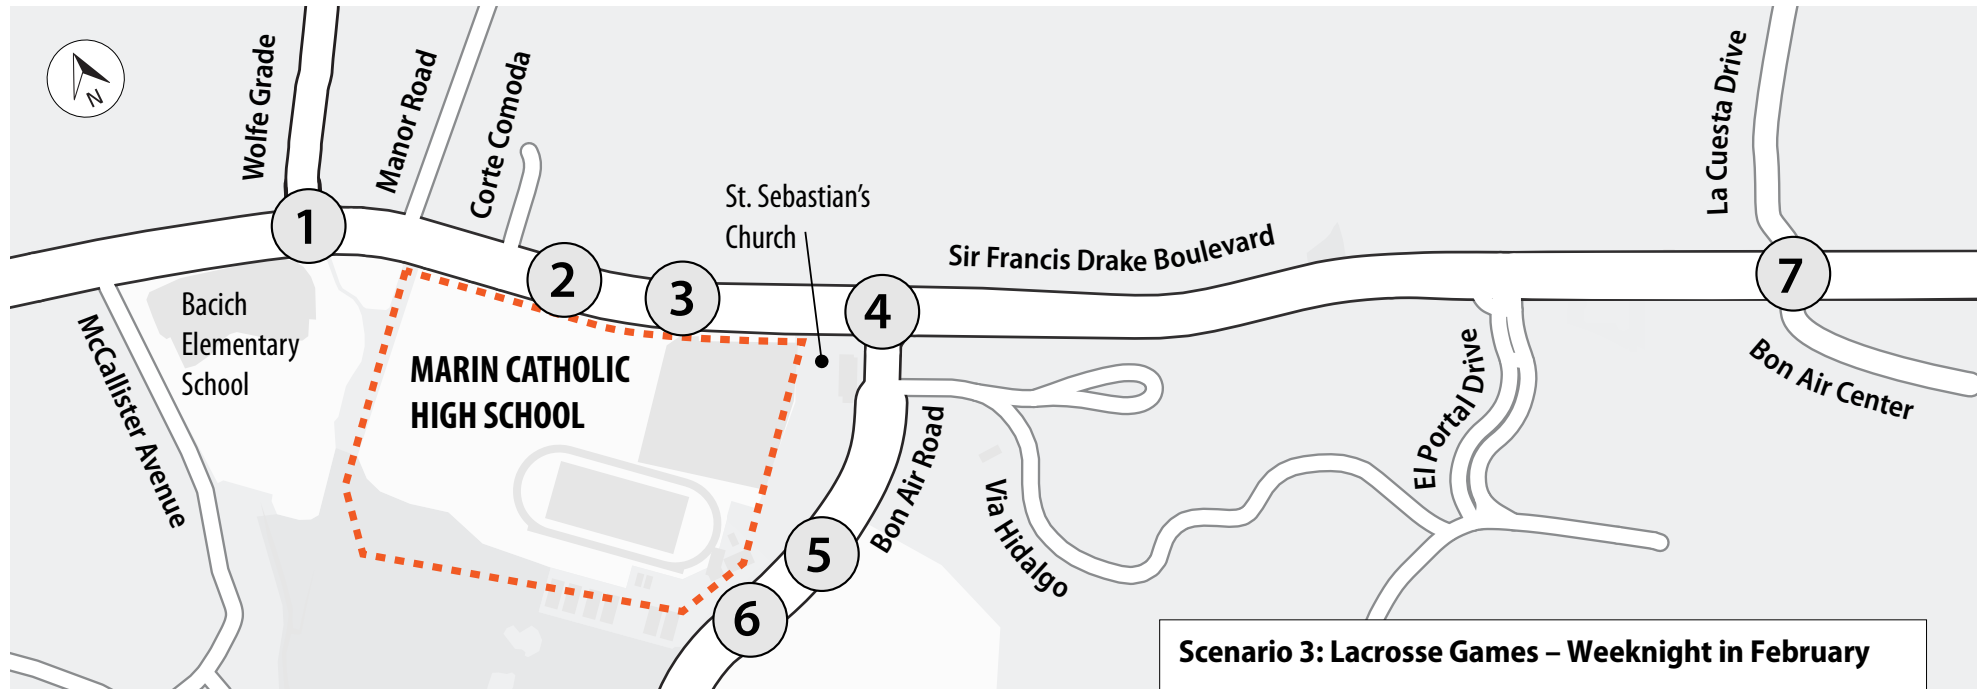 N
Wolfe Grade
Manor Road
Corte Comoda
La Cuesta Drive
St. Sebastian's
Church
Sir Francis Drake Boulevard
1
2
3
4
7
Bacich
Elementary
School
McCallister Avenue
MARIN CATHOLIC
HIGH SCHOOL
Bon Air Road
Via Hidalgo
El Portal Drive
Bon Air Center
5
6
Scenario 3: Lacrosse Games – Weeknight in February